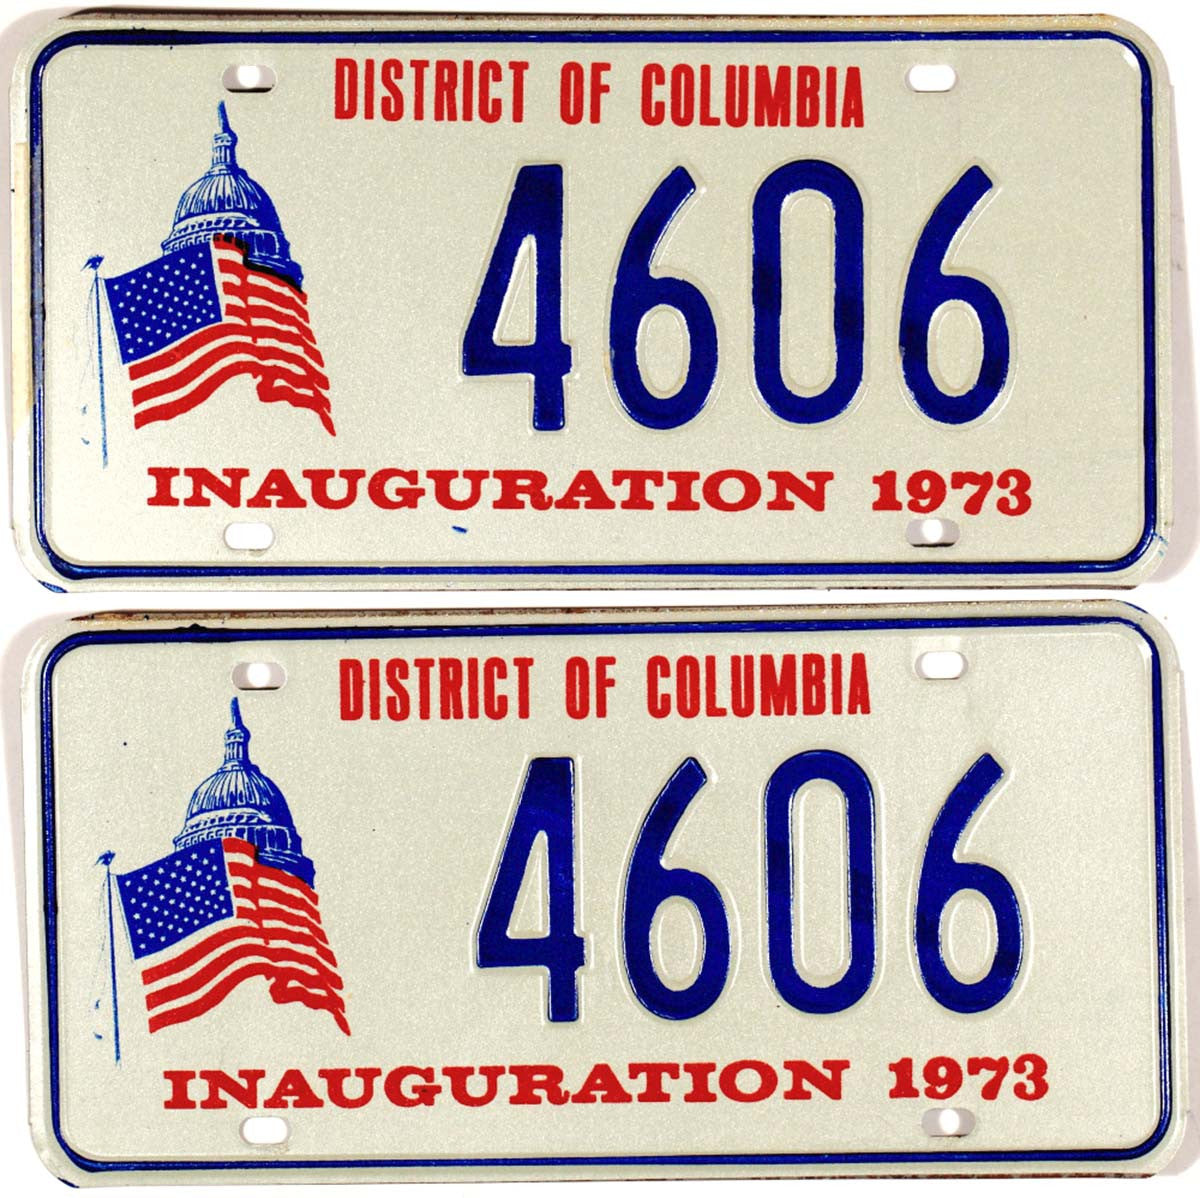 DISTRICT OF COLUMBIA
4606
INAUGURATION 1973
DISTRICT OF COLUMBIA
4606
INAUGURATION 1973